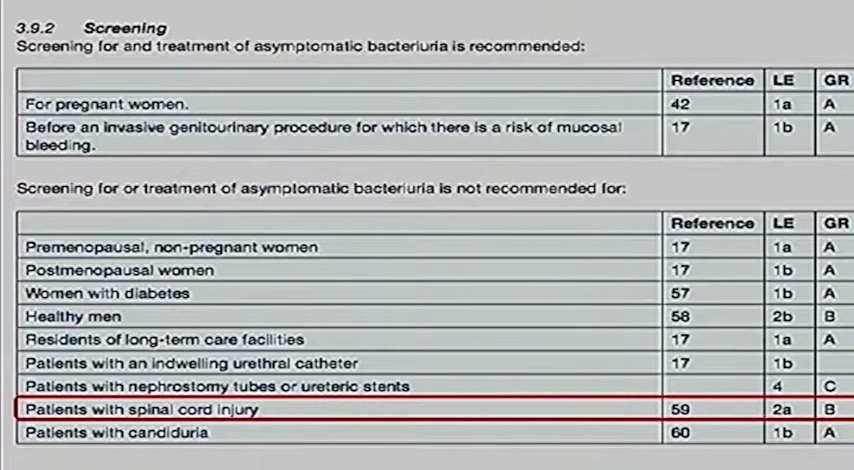 3.9.2 Screening
Screening for and treatment of asymptomatic bacteriuria is recommended:
Reference LE GR
For pregnant women. 42 1a A
Before an invasive genitourinary procedure for which there is a risk of mucosal 17 1b A
bleeding.
Screening for or treatment of asymptomatic bacteriuria is not recommended for:
Reference LE GR
Premenopausal, non-pregnant women 17 1a A
Postmenopausal women 17 1b A
Women with diabetes 57 1b A
Healthy men 58 2b B
Residents of long-term care facilities 17 1a A
Patients with an indwelling urethral catheter 17 1b
Patients with nephrostomy tubes or ureteric stents 4 C
Patients with spinal cord injury 59 2a B
Patients with candiduria 60 1b A